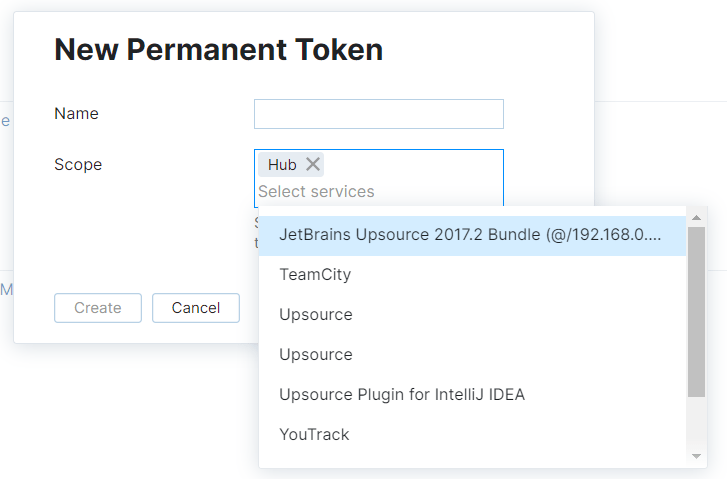 New Permanent Token
Name
e
Scope
Hub
Select services
S
t
JetBrains Upsource 2017.2 Bundle (@/192.168.0....
TeamCity
M
Create
Cancel
Upsource
Upsource
Upsource Plugin for IntelliJ IDEA
YouTrack